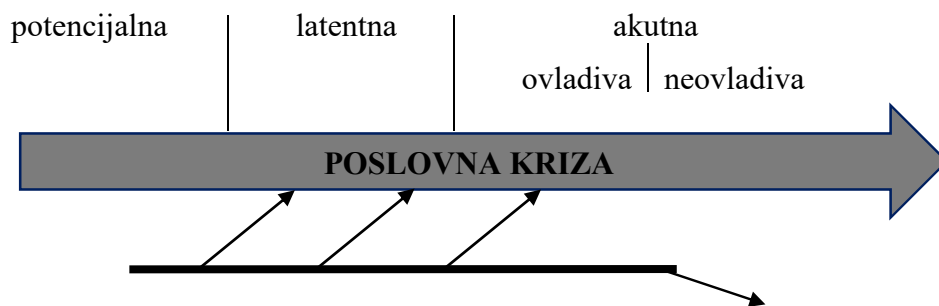 potencijalna latentna akutna
ovladiva neovladiva
POSLOVNA KRIZA